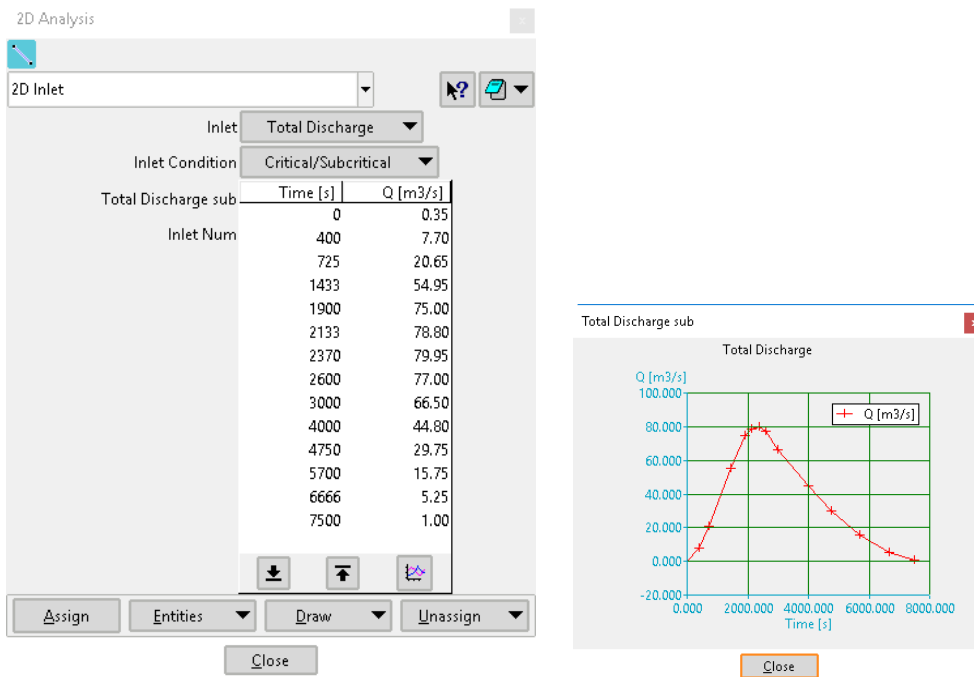 2D Analysis
x
2D Inlet
?
Inlet Total Discharge
Inlet Condition Critical/Subcritical
Total Discharge sub
Inlet Num
Time [s] Q [m3/s]
0 0.35
400 7.70
725 20.65
1433 54.95
1900 75.00
2133 78.80
2370 79.95
2600 77.00
3000 66.50
4000 44.80
4750 29.75
5700 15.75
6666 5.25
7500 1.00
Assign Entities Draw Unassign
Close
Total Discharge sub
x
Total Discharge
Q [m3/s]
100.000
80.000
60.000
40.000
20.000
0.000
-20.000
Q [m3/s]
0.000 2000.000 4000.000 6000.000 8000.000
Time [s]
Close